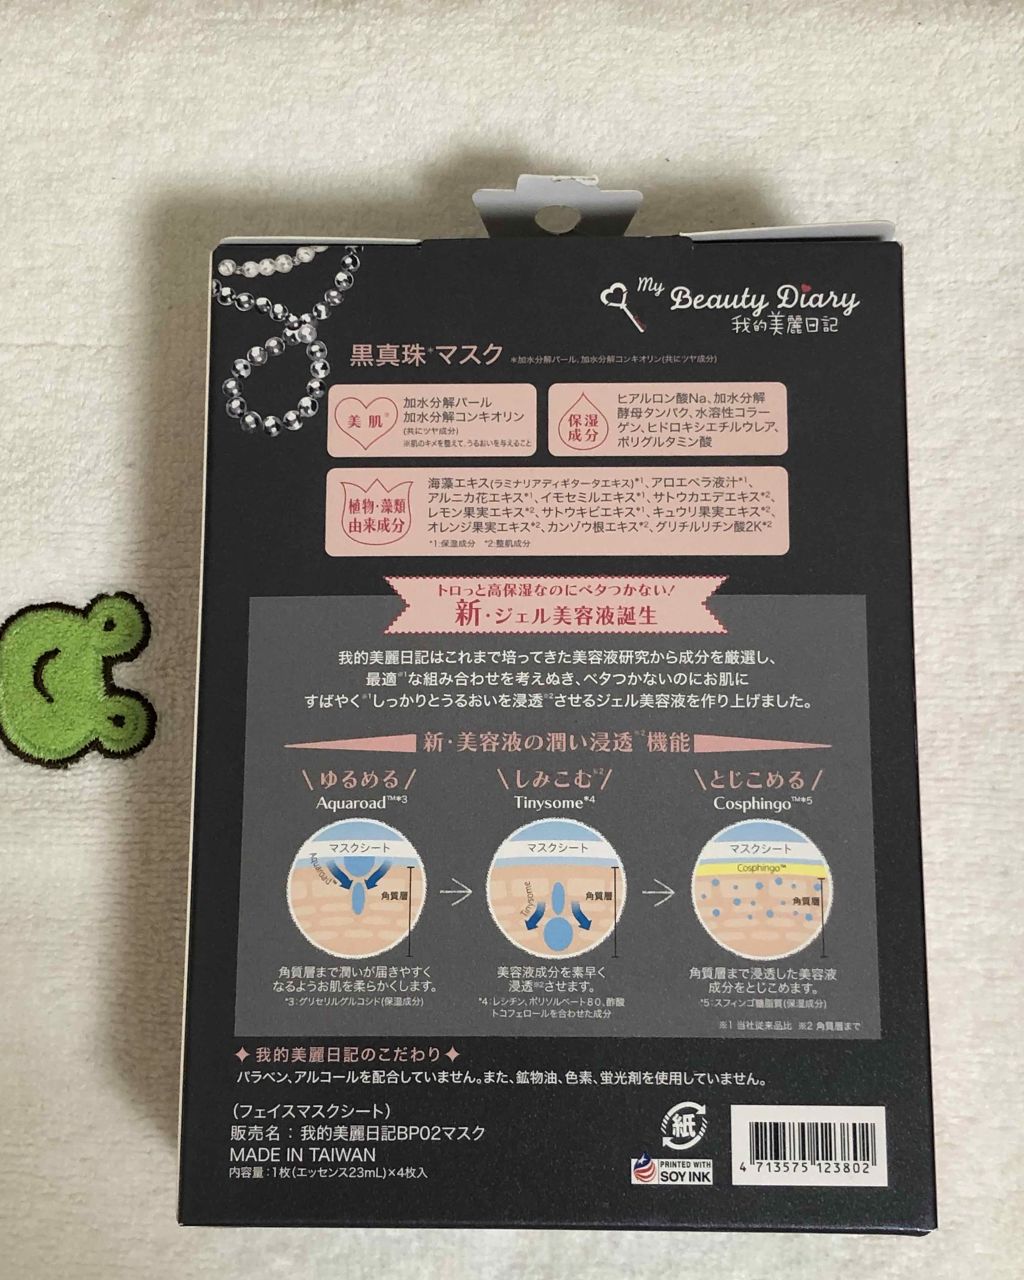 My Beauty Diary
我的美麗日記
黒真珠*マスク *加水分解パール、加水分解コンキオリン(共にツヤ成分)
美肌※
加水分解パール
加水分解コンキオリン
(共にツヤ成分)
※肌のキメを整えて、うるおいを与えること
保湿
成分
ヒアルロン酸Na、加水分解
酵母タンパク、水溶性コラー
ゲン、ヒドロキシエチルウレア、
ポリグルタミン酸
植物・藻類
由来成分
海藻エキス(ラミナリアディギタータエキス)*1、アロエベラ液汁*1、
アルニカ花エキス*1、イモセミルエキス*1、サトウカエデエキス*2、
レモン果実エキス*2、サトウキビエキス*1、キュウリ果実エキス*2、
オレンジ果実エキス*2、カンゾウ根エキス*2、グリチルリチン酸2K*2
*1:保湿成分 *2:整肌成分
トロっと高保湿なのにベタつかない!
新・ジェル美容液誕生
我的美麗日記はこれまで培ってきた美容液研究から成分を厳選し、
最適※1な組み合わせを考えぬき、ベタつかないのにお肌に
すばやく※1しっかりとうるおいを浸透※2させるジェル美容液を作り上げました。
新・美容液の潤い浸透※2機能
\ゆるめる/
Aquaroad™*3
マスクシート
Aquaroad™
角質層
角質層まで潤いが届きやすく
なるようお肌を柔らかくします。
*3:グリセリルグルコシド(保湿成分)
\しみこむ※2/
Tinysome*4
マスクシート
Tinysome
角質層
美容液成分を素早く
浸透※2させます。
*4:レシチン、ポリソルベート80、酢酸
トコフェロールを合わせた成分
\とじこめる/
Cosphingo™*5
マスクシート
Cosphingo™
角質層
角質層まで浸透した美容液
成分をとじこめます。
*5:スフィンゴ糖脂質(保湿成分)
※1 当社従来品比 ※2 角質層まで
✦我的美麗日記のこだわり✦
パラベン、アルコールを配合していません。また、鉱物油、色素、蛍光剤を使用していません。
(フェイスマスクシート)
販売名:我的美麗日記BP02マスク
MADE IN TAIWAN
内容量:1枚(エッセンス23mL)×4枚入
紙
PRINTED WITH
SOY INK
4 713575 123802